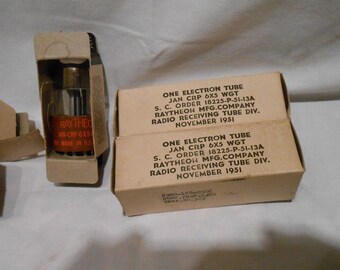 RAYTHEO
ONE ELECTRON TUBE
JAN CRP 6X5 WGT
S. C. ORDER 18225-P-51-13A
RAYTHEON MFG.COMPANY
RADIO RECEIVING TUBE DIV.
NOVEMBER 1951
ONE ELECTRON TUBE
JAN CRP 6X5 WGT
S. C. ORDER 18225-P-51-13A
RAYTHEON MFG.COMPANY
RADIO RECEIVING TUBE DIV.
NOVEMBER 1951